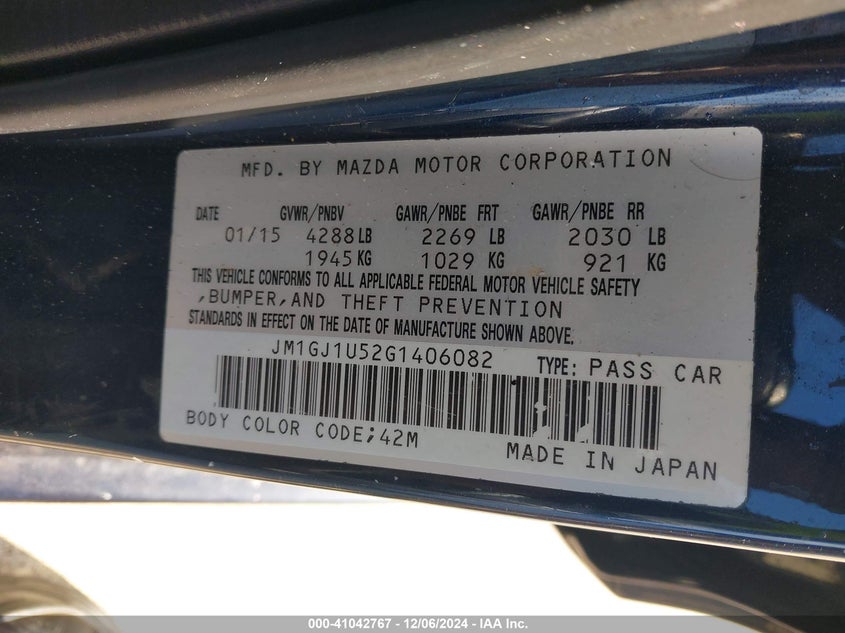 MFD. BY MAZDA MOTOR CORPORATION
DATE GVWR/PNBV GAWR/PNBE FRT GAWR/PNBE RR
01/15 4288LB 2269 LB 2030 LB
1945KG 1029 KG 921 KG
THIS VEHICLE CONFORMS TO ALL APPLICABLE FEDERAL MOTOR VEHICLE SAFETY
,BUMPER,AND THEFT PREVENTION
STANDARDS IN EFFECT ON THE DATE OF MANUFACTURE SHOWN ABOVE.
JM1GJ1U52G1406082 TYPE: PASS CAR
BODY COLOR CODE;42M
MADE IN JAPAN
000-41042767 - 12/06/2024 - IAA Inc.